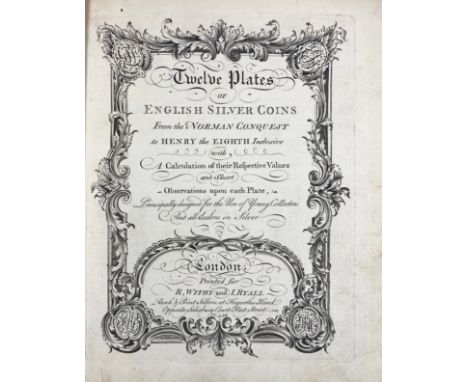 Twelve Plates
OF
ENGLISH SILVER COINS
From the NORMAN CONQUEST
to HENRY the EIGHTH Inclusive
with
A Calculation of their Respective Values
and Short
Observations upon each Plate,
Principally design'd for the Use of Young Collectors
and all dealers in Silver
London;
Printed for
R. WITHY and J. RYALL
Book & Print Sellers, at Hogarths Head
Opposite Salisbury Court Fleet Street